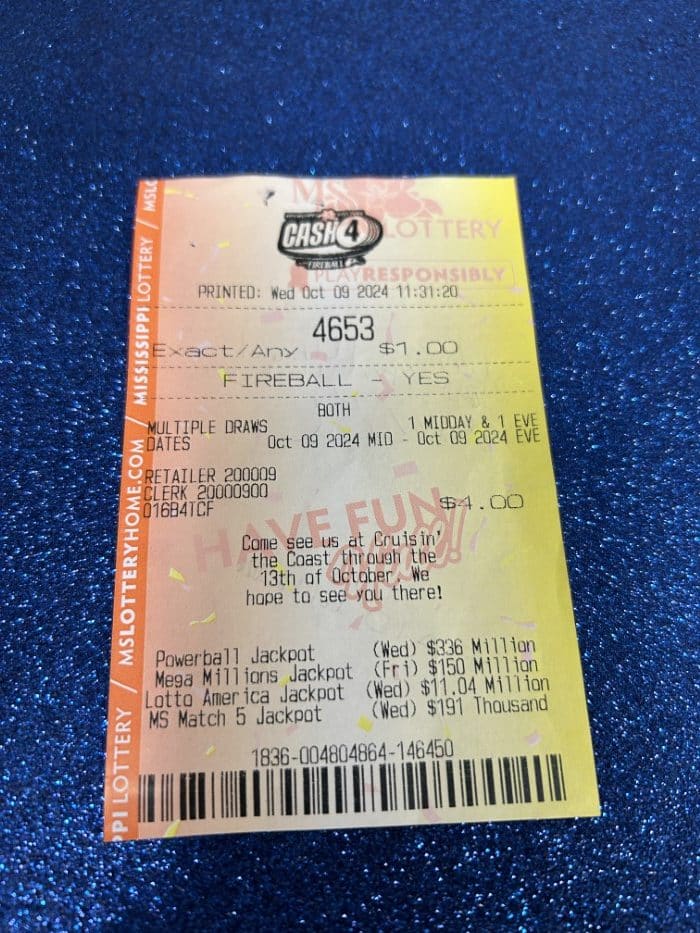 MS LOTTERY
CASH 4
FIREBALL
PLAY RESPONSIBLY
PRINTED: Wed Oct 09 2024 11:31:20
4653
Exact/Any $1.00
FIREBALL - YES
BOTH
MULTIPLE DRAWS 1 MIDDAY & 1 EVE
DATES Oct 09 2024 MID - Oct 09 2024 EVE
RETAILER 200009
CLERK 20000900
016B4TCF
$4.00
HAVE FUN
Come see us at Cruisin'
the Coast through the
13th of October. We
hope to see you there!
Powerball Jackpot (Wed) $336 Million
Mega Millions Jackpot (Fri) $150 Million
Lotto America Jackpot (Wed) $11.04 Million
MS Match 5 Jackpot (Wed) $191 Thousand
1836-004804864-146450
PPI LOTTERY / MSLOTTERYHOME.COM / MISSISSIPPI LOTTERY / MSLO